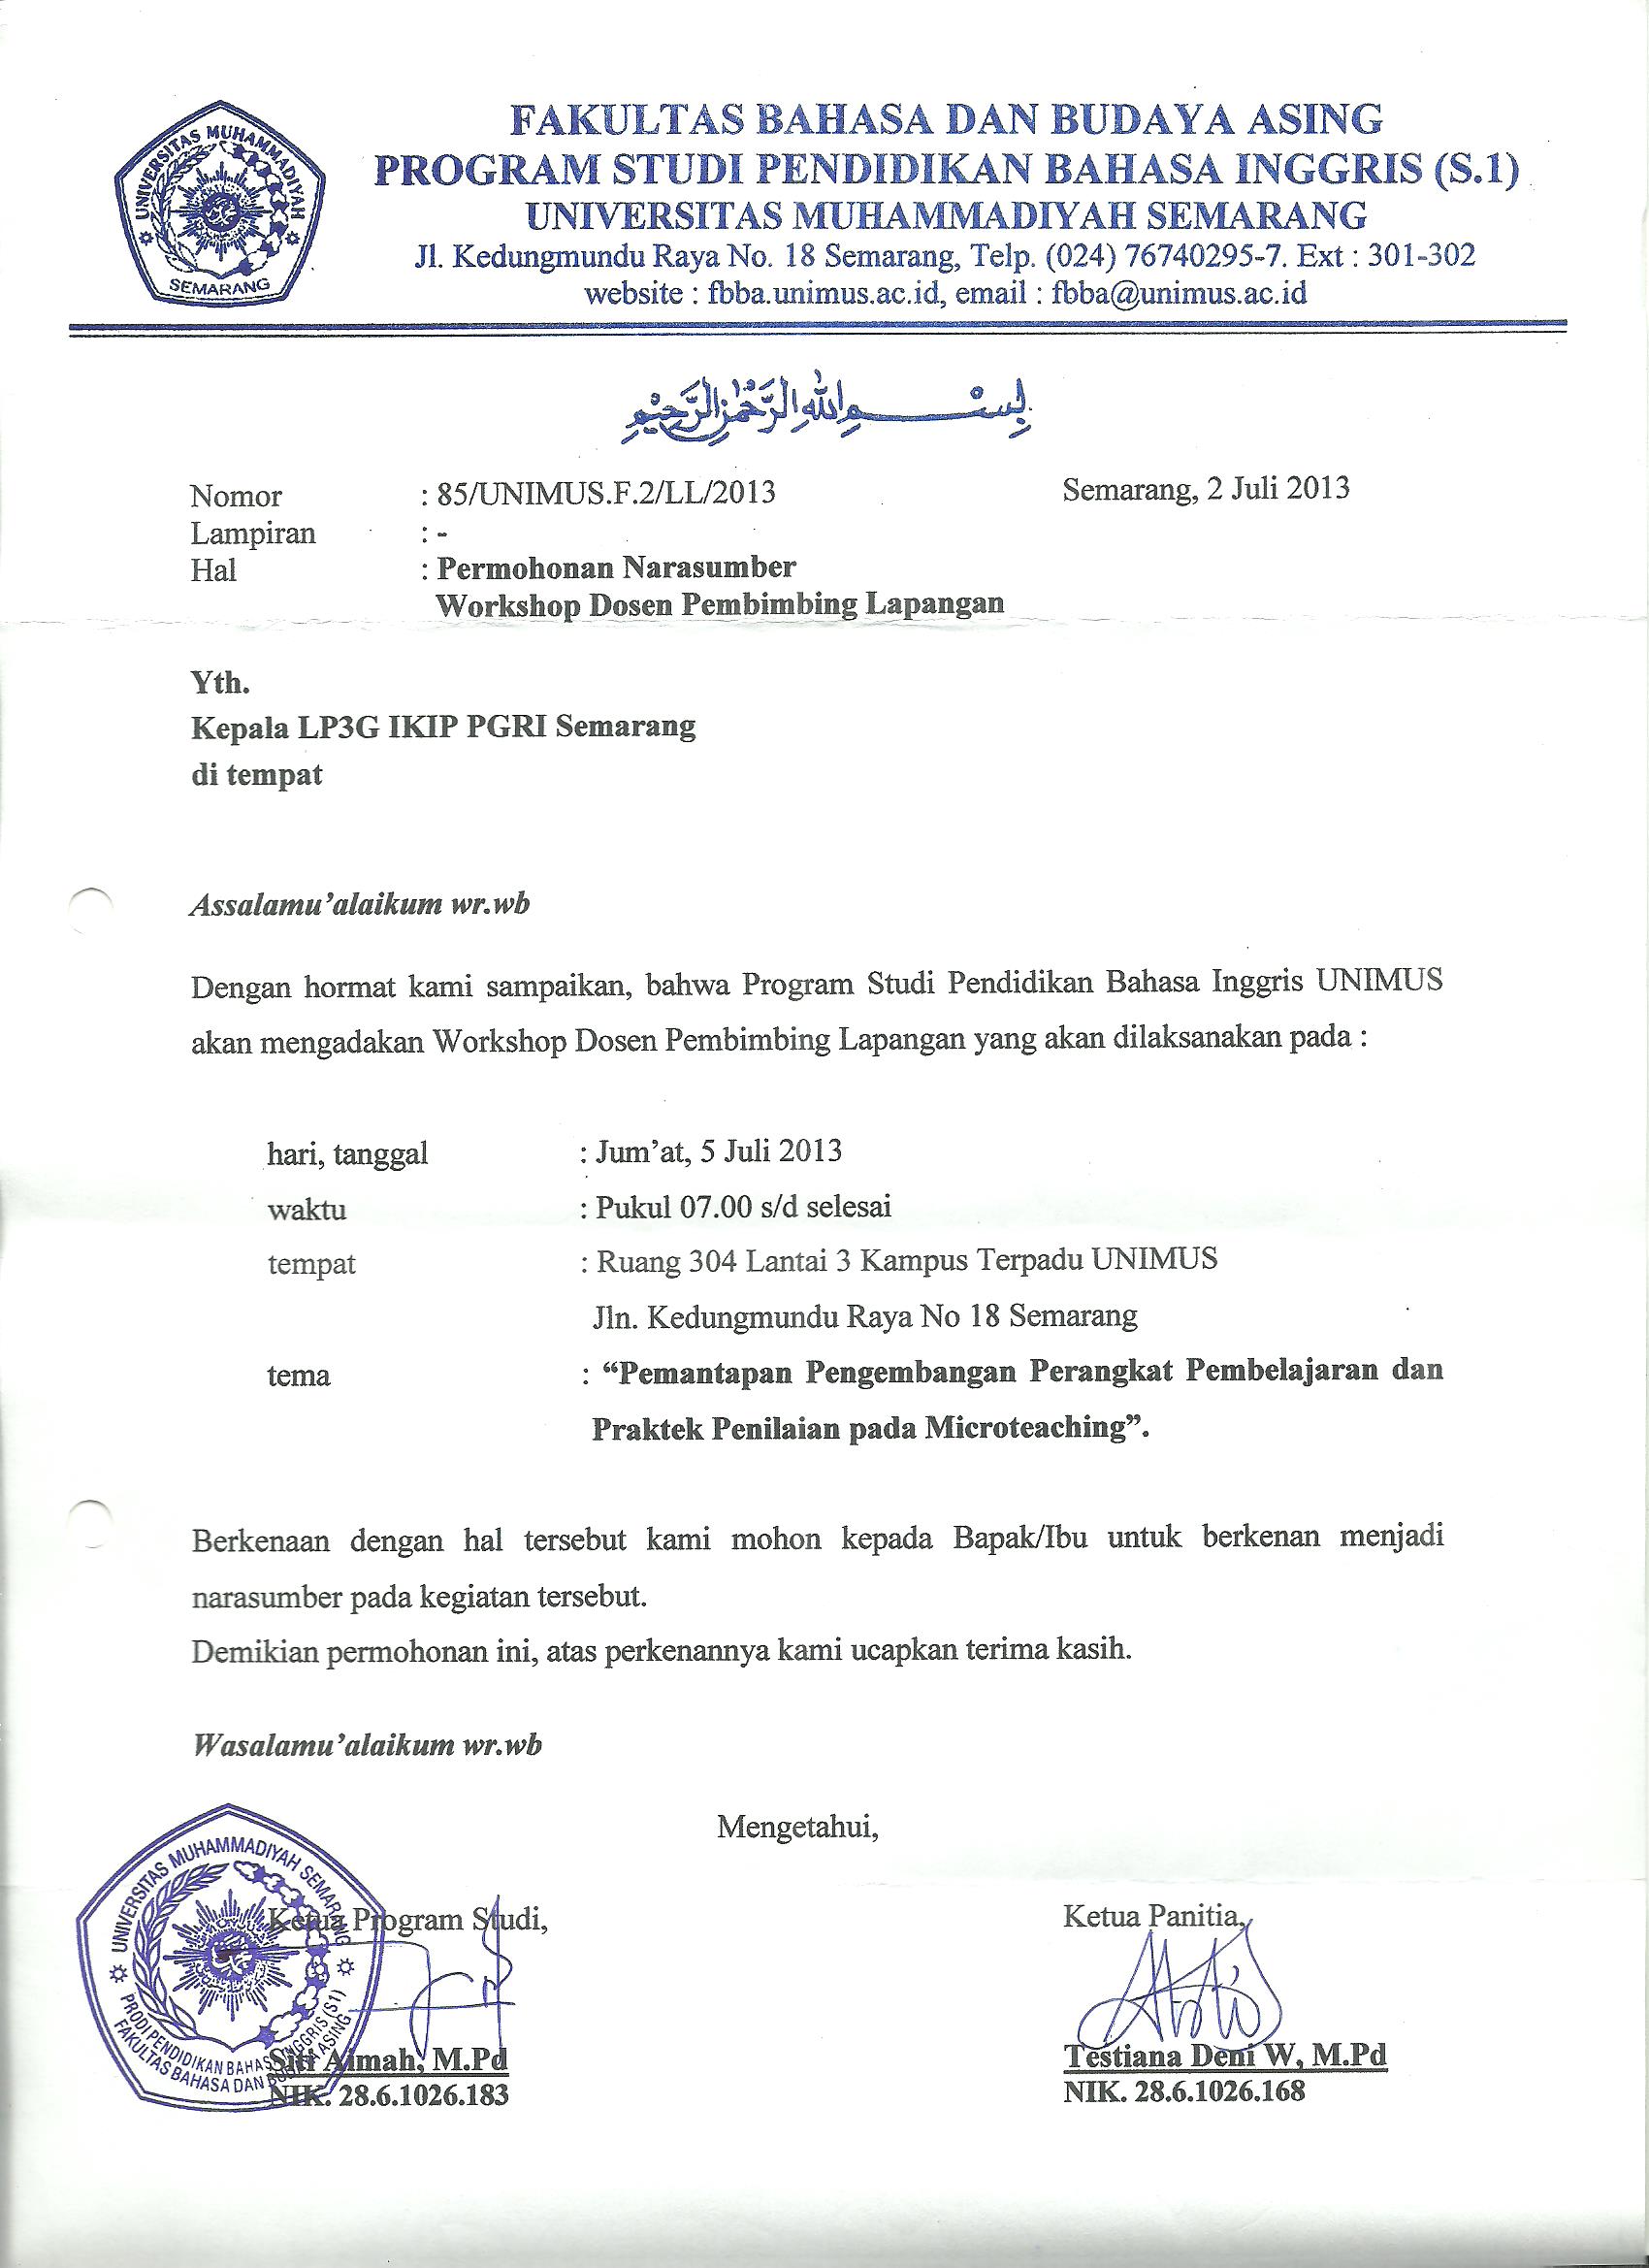 UNIVERSITAS MUHAMMADIYAH
SEMARANG
FAKULTAS BAHASA DAN BUDAYA ASING
PROGRAM STUDI PENDIDIKAN BAHASA INGGRIS (S.1)
UNIVERSITAS MUHAMMADIYAH SEMARANG
Jl. Kedungmundu Raya No. 18 Semarang, Telp. (024) 76740295-7. Ext : 301-302
website : fbba.unimus.ac.id, email : fbba@unimus.ac.id
بِسْمِ اللهِ الرَّحْمٰنِ الرَّحِيْمِ
Nomor : 85/UNIMUS.F.2/LL/2013 Semarang, 2 Juli 2013
Lampiran : -
Hal : Permohonan Narasumber
Workshop Dosen Pembimbing Lapangan
Yth.
Kepala LP3G IKIP PGRI Semarang
di tempat
Assalamu’alaikum wr.wb
Dengan hormat kami sampaikan, bahwa Program Studi Pendidikan Bahasa Inggris UNIMUS
akan mengadakan Workshop Dosen Pembimbing Lapangan yang akan dilaksanakan pada :
hari, tanggal : Jum’at, 5 Juli 2013
waktu : Pukul 07.00 s/d selesai
tempat : Ruang 304 Lantai 3 Kampus Terpadu UNIMUS
Jln. Kedungmundu Raya No 18 Semarang
tema : “Pemantapan Pengembangan Perangkat Pembelajaran dan
Praktek Penilaian pada Microteaching”.
Berkenaan dengan hal tersebut kami mohon kepada Bapak/Ibu untuk berkenan menjadi
narasumber pada kegiatan tersebut.
Demikian permohonan ini, atas perkenannya kami ucapkan terima kasih.
Wasalamu’alaikum wr.wb
Mengetahui,
Ketua Program Studi, Ketua Panitia,
UNIVERSITAS MUHAMMADIYAH SEMARANG
PRODI PENDIDIKAN BAHASA INGGRIS (S1)
FAKULTAS BAHASA DAN BUDAYA ASING
Siti Aimah, M.Pd Testiana Deni W, M.Pd
NIK. 28.6.1026.183 NIK. 28.6.1026.168